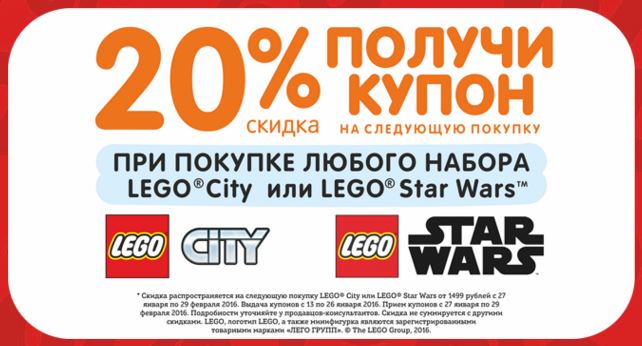 20% скидка
ПОЛУЧИ
КУПОН
НА СЛЕДУЮЩУЮ ПОКУПКУ
ПРИ ПОКУПКЕ ЛЮБОГО НАБОРА
LEGO® City или LEGO® Star Wars™
LEGO CITY LEGO STAR WARS
* Скидка распространяется на следующую покупку LEGO® City или LEGO® Star Wars от 1499 рублей с 27
января по 29 февраля 2016. Выдача купонов с 13 по 26 января 2016. Прием купонов с 27 января по 29
февраля 2016. Подробности уточняйте у продавцов-консультантов. Скидка не суммируется с другими
скидками. LEGO, логотип LEGO, а также минифигурка являются зарегистрированными
товарными марками «ЛЕГО ГРУПП». © The LEGO Group, 2016.